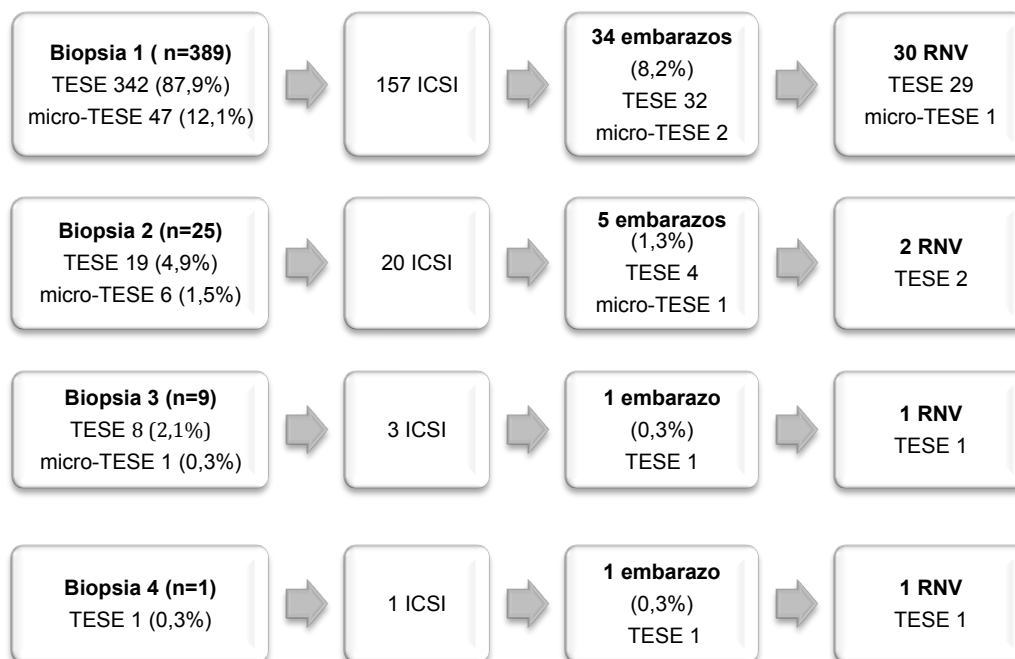 Biopsia 1 ( n=389)
TESE 342 (87,9%)
micro-TESE 47 (12,1%)
157 ICSI
34 embarazos
(8,2%)
TESE 32
micro-TESE 2
30 RNV
TESE 29
micro-TESE 1
Biopsia 2 (n=25)
TESE 19 (4,9%)
micro-TESE 6 (1,5%)
20 ICSI
5 embarazos
(1,3%)
TESE 4
micro-TESE 1
2 RNV
TESE 2
Biopsia 3 (n=9)
TESE 8 (2,1%)
micro-TESE 1 (0,3%)
3 ICSI
1 embarazo
(0,3%)
TESE 1
1 RNV
TESE 1
Biopsia 4 (n=1)
TESE 1 (0,3%)
1 ICSI
1 embarazo
(0,3%)
TESE 1
1 RNV
TESE 1